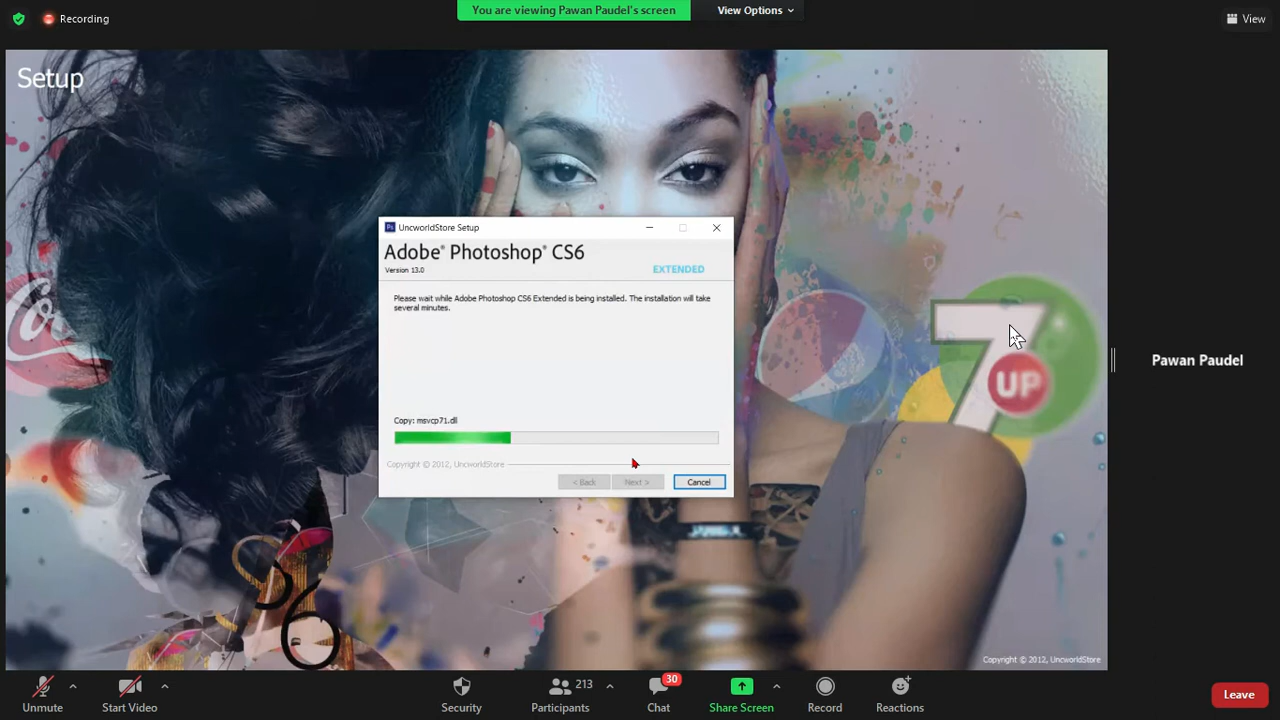 You are viewing Pawan Paudel's screen
View Options
Recording
View
Setup
UncworldStore Setup
Adobe® Photoshop® CS6
Version 13.0
EXTENDED
Please wait while Adobe Photoshop CS6 Extended is being installed. The installation will take
several minutes.
Copy: msvcp71.dll
Copyright © 2012, UncworldStore
< Back
Next >
Cancel
7
UP
Pawan Paudel
Copyright © 2012, UncworldStore
Unmute
Start Video
Security
213
Participants
30
Chat
Share Screen
Record
Reactions
Leave